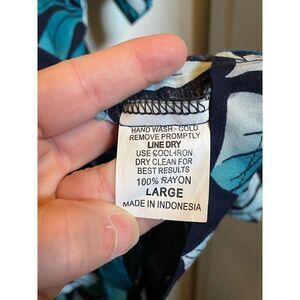 HAND WASH - COLD
REMOVE PROMPTLY
LINE DRY
USE COOL IRON
DRY CLEAN FOR
BEST RESULTS
100% RAYON
LARGE
MADE IN INDONESIA